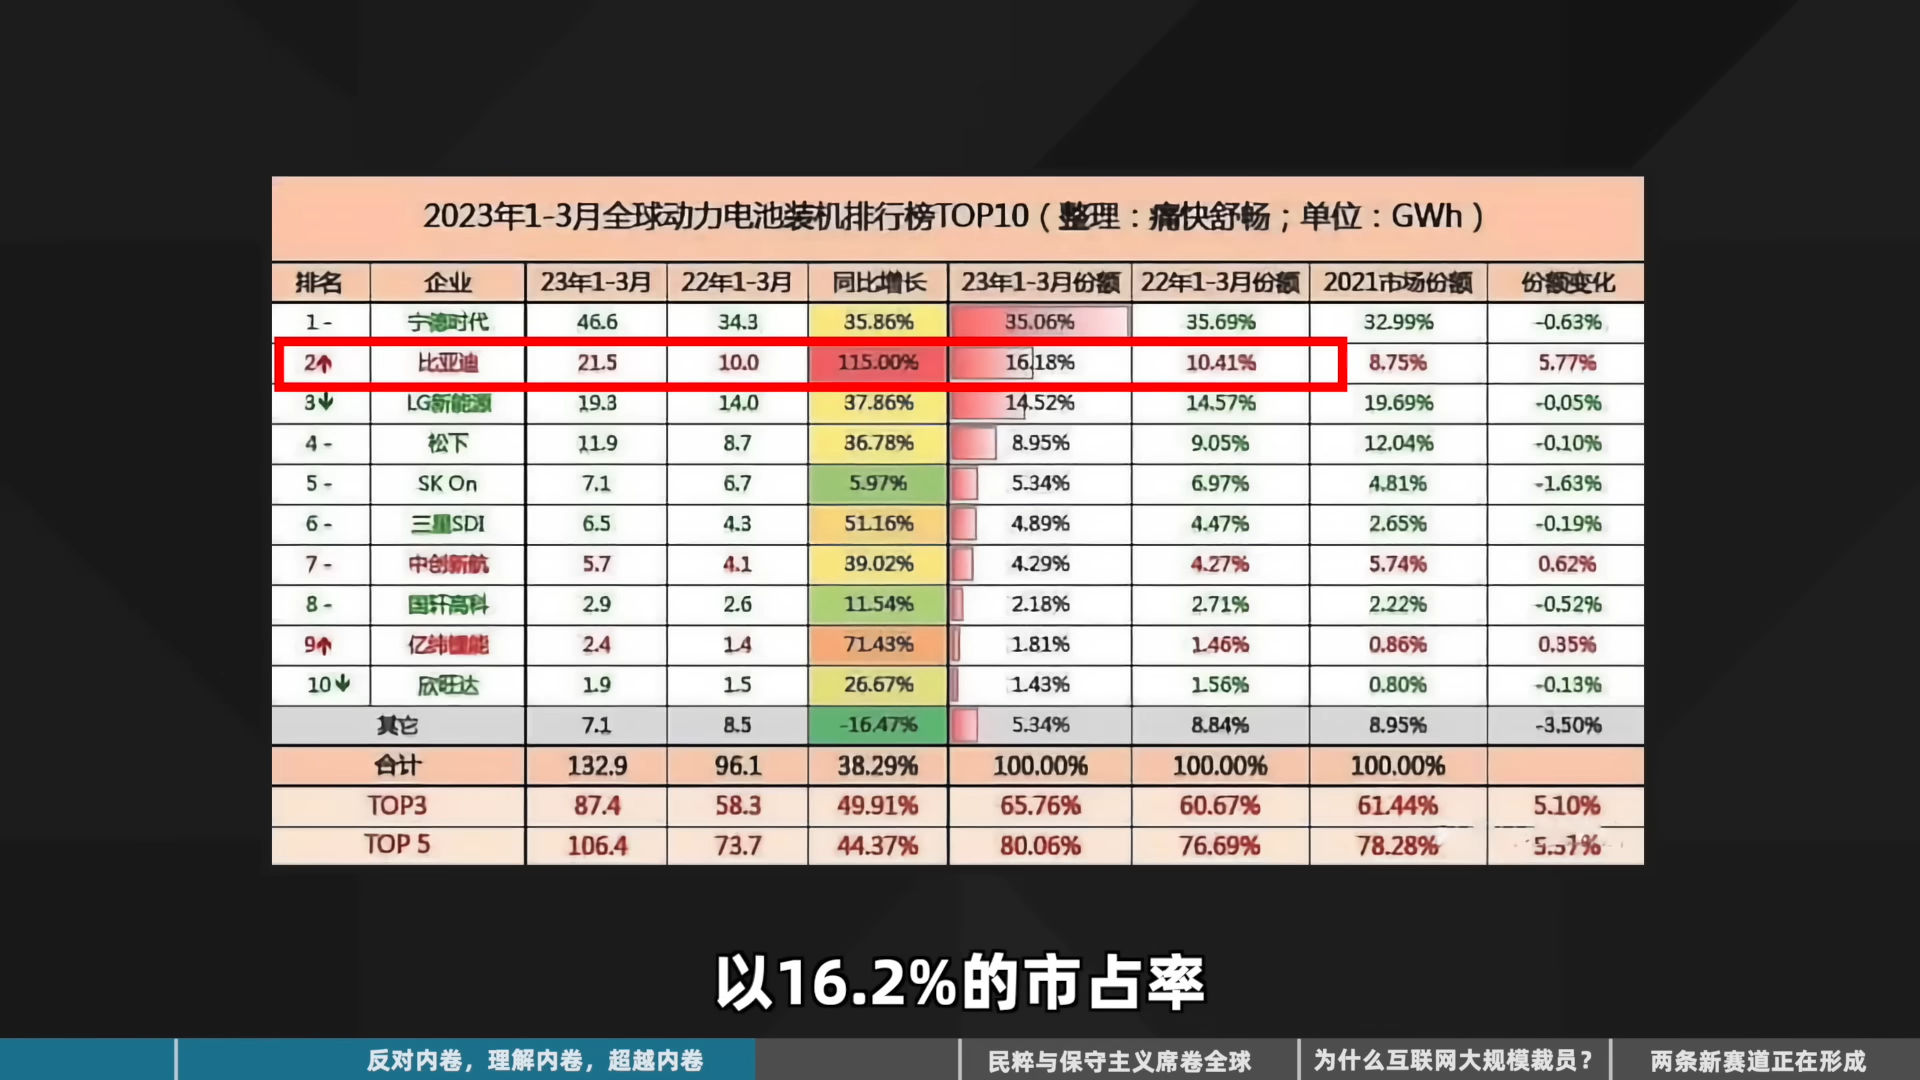 2023年1-3月全球动力电池装机排行榜TOP10（整理：痛快舒畅；单位：GWh）
排名 企业 23年1-3月 22年1-3月 同比增长 23年1-3月份额 22年1-3月份额 2021市场份额 份额变化
1 - 宁德时代 46.6 34.3 35.86% 35.06% 35.69% 32.99% -0.63%
2↑ 比亚迪 21.5 10.0 115.00% 16.18% 10.41% 8.75% 5.77%
3↓ LG新能源 19.3 14.0 37.86% 14.52% 14.57% 19.69% -0.05%
4 - 松下 11.9 8.7 36.78% 8.95% 9.05% 12.04% -0.10%
5 - SK On 7.1 6.7 5.97% 5.34% 6.97% 4.81% -1.63%
6 - 三星SDI 6.5 4.3 51.16% 4.89% 4.47% 2.65% -0.19%
7 - 中创新航 5.7 4.1 39.02% 4.29% 4.27% 5.74% 0.62%
8 - 国轩高科 2.9 2.6 11.54% 2.18% 2.71% 2.22% -0.52%
9↑ 亿纬锂能 2.4 1.4 71.43% 1.81% 1.46% 0.86% 0.35%
10↓ 欣旺达 1.9 1.5 26.67% 1.43% 1.56% 0.80% -0.13%
其它 7.1 8.5 -16.47% 5.34% 8.84% 8.95% -3.50%
合计 132.9 96.1 38.29% 100.00% 100.00% 100.00%
TOP3 87.4 58.3 49.91% 65.76% 60.67% 61.44% 5.10%
TOP 5 106.4 73.7 44.37% 80.06% 76.69% 78.28%
以16.2%的市占率
反对内卷，理解内卷，超越内卷 民粹与保守主义席卷全球 为什么互联网大规模裁员？ 两条新赛道正在形成